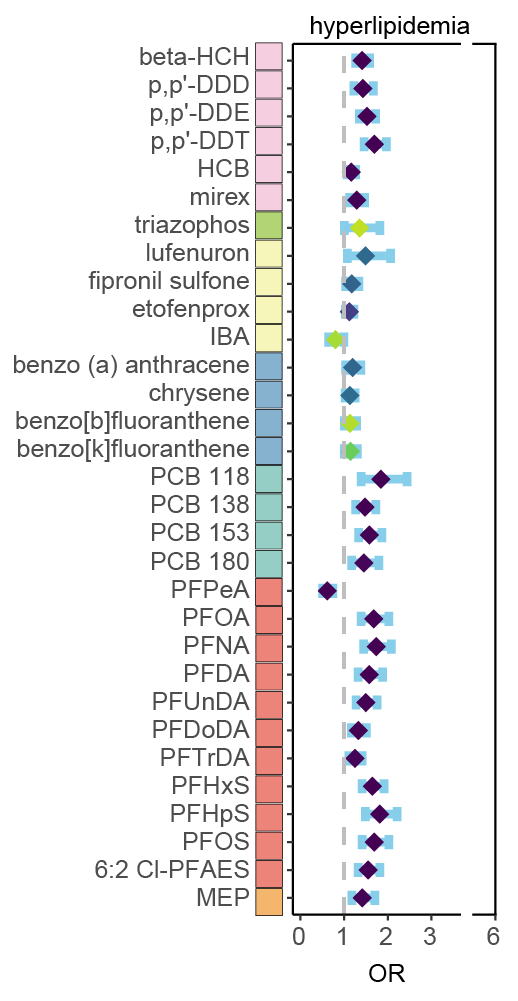 hyperlipidemia
beta-HCH
p,p'-DDD
p,p'-DDE
p,p'-DDT
HCB
mirex
triazophos
lufenuron
fipronil sulfone
etofenprox
IBA
benzo (a) anthracene
chrysene
benzo[b]fluoranthene
benzo[k]fluoranthene
PCB 118
PCB 138
PCB 153
PCB 180
PFPeA
PFOA
PFNA
PFDA
PFUnDA
PFDoDA
PFTrDA
PFHxS
PFHpS
PFOS
6:2 Cl-PFAES
MEP
0 1 2 3 6
OR